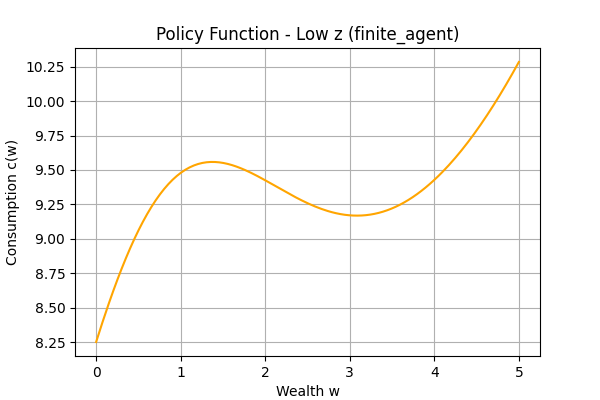 Policy Function - Low z (finite_agent)
Consumption c(w)
10.25
10.00
9.75
9.50
9.25
9.00
8.75
8.50
8.25
0 1 2 3 4 5
Wealth w